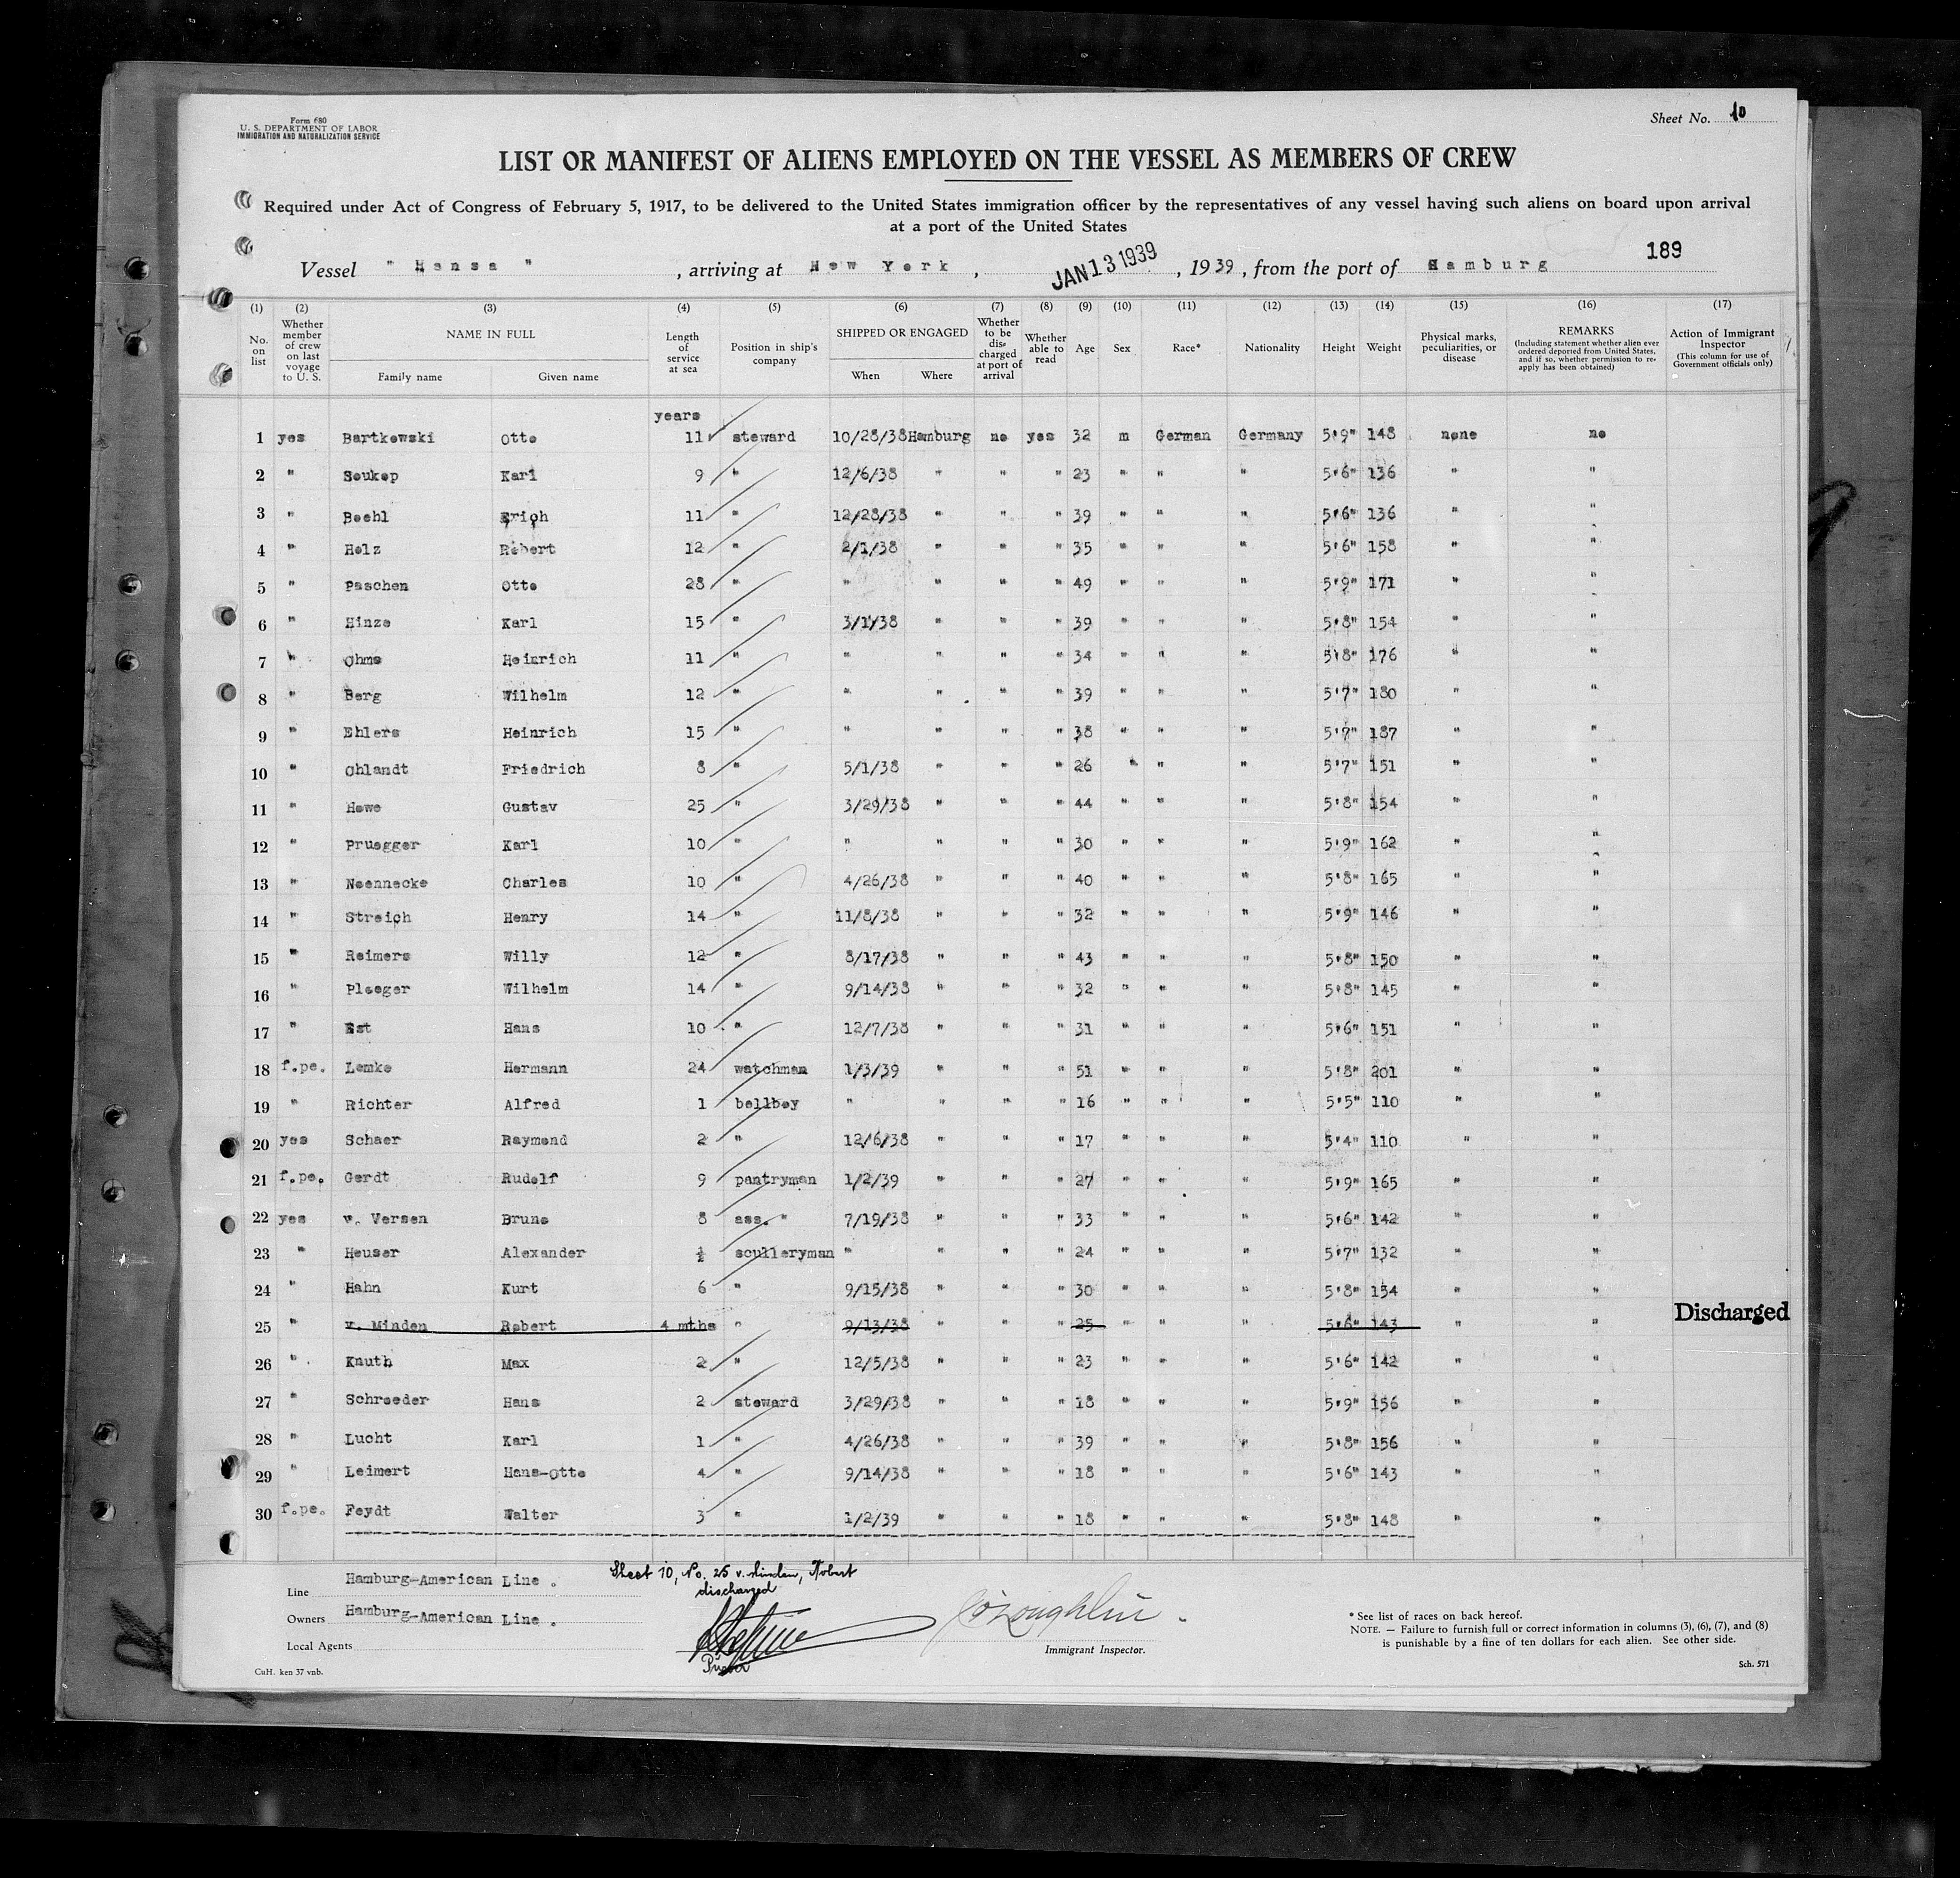 Form 680
U. S. DEPARTMENT OF LABOR
IMMIGRATION AND NATURALIZATION SERVICE
Sheet No. 10
LIST OR MANIFEST OF ALIENS EMPLOYED ON THE VESSEL AS MEMBERS OF CREW
Required under Act of Congress of February 5, 1917, to be delivered to the United States immigration officer by the representatives of any vessel having such aliens on board upon arrival
at a port of the United States
189
Vessel " Hansa " , arriving at New York , JAN 13 1939 , 1939 , from the port of Hamburg
(1) (2) (3) (4) (5) (6) (7) (8) (9) (10) (11) (12) (13) (14) (15) (16) (17)
No. on list
Whether member of crew on last voyage to U. S.
NAME IN FULL
Family name Given name
Length of service at sea
Position in ship's company
SHIPPED OR ENGAGED
When Where
Whether to be discharged at port of arrival
Whether able to read
Age
Sex
Race*
Nationality
Height
Weight
Physical marks, peculiarities, or disease
REMARKS
(Including statement whether alien ever ordered deported from United States, and if so, whether permission to reapply has been obtained)
Action of Immigrant Inspector
(This column for use of Government officials only)
years
1 yes Bartkowski Otto 11 steward 10/28/38 Hamburg no yes 32 m German Germany 5'9" 148 none no
2 " Soukop Karl 9 " 12/6/38 " " " 23 " " " 5'6" 136 " "
3 " Boehl Erich 11 " 12/28/38 " " " 39 " " " 5'6" 136 " "
4 " Holz Robert 12 " 2/1/38 " " " 35 " " " 5'6" 158 " "
5 " Paschen Otto 28 " " " " " 49 " " " 5'9" 171 " "
6 " Hinze Karl 15 " 3/1/38 " " " 39 " " " 5'8" 154 " "
7 " Ohms Heinrich 11 " " " " " 34 " " " 5'8" 176 " "
8 " Berg Wilhelm 12 " " " " " 39 " " " 5'7" 180 " "
9 " Ehlers Heinrich 15 " " " " " 38 " " " 5'7" 187 " "
10 " Ohlandt Friedrich 8 " 5/1/38 " " " 26 " " " 5'7" 151 " "
11 " Howe Gustav 25 " 3/29/38 " " " 44 " " " 5'8" 154 " "
12 " Pruegger Karl 10 " " " " " 30 " " " 5'9" 162 " "
13 " Noennecke Charles 10 " 4/26/38 " " " 40 " " " 5'8" 165 " "
14 " Streich Henry 14 " 11/8/38 " " " 32 " " " 5'9" 146 " "
15 " Reimers Willy 12 " 8/17/38 " " " 43 " " " 5'8" 150 " "
16 " Ploeger Wilhelm 14 " 9/14/38 " " " 32 " " " 5'8" 145 " "
17 " Est Hans 10 " 12/7/38 " " " 31 " " " 5'6" 151 " "
18 f.pe. Lemke Hermann 24 watchman 1/3/39 " " " 51 " " " 5'8" 201 " "
19 " Richter Alfred 1 bellboy " " " " 16 " " " 5'5" 110 " "
20 yes Schaer Raymond 2 " 12/6/38 " " " 17 " " " 5'4" 110 " "
21 f.pe. Gerdt Rudolf 9 pantryman 1/2/39 " " " 27 " " " 5'9" 165 " "
22 yes v. Versen Bruno 8 ass. " 7/19/38 " " " 33 " " " 5'6" 142 " "
23 " Heuser Alexander ½ sculleryman " " " " 24 " " " 5'7" 132 " "
24 " Hahn Kurt 6 " 9/15/38 " " " 30 " " " 5'8" 154 " "
25 " v. Minden Robert 4 mths " 9/13/38 " " " 25 " " " 5'6" 143 " " Discharged
26 " Knuth Max 2 " 12/5/38 " " " 23 " " " 5'6" 142 " "
27 " Schroeder Hans 2 steward 3/29/38 " " " 18 " " " 5'9" 156 " "
28 " Lucht Karl 1 " 4/26/38 " " " 39 " " " 5'8" 156 " "
29 " Leimert Hans-Otto 4 " 9/14/38 " " " 18 " " " 5'6" 143 " "
30 f.pe. Feydt Walter 3 " 1/2/39 " " " 18 " " " 5'8" 148 " "
Sheet 10, No. 25 v. Minden, Robert
discharged
Line Hamburg-American Line .
Owners Hamburg-American Line .
Local Agents
Purser
O'Loughlin
Immigrant Inspector.
* See list of races on back hereof.
NOTE. — Failure to furnish full or correct information in columns (3), (6), (7), and (8)
is punishable by a fine of ten dollars for each alien. See other side.
CuH. ken 37 vnb.
Sch. 571